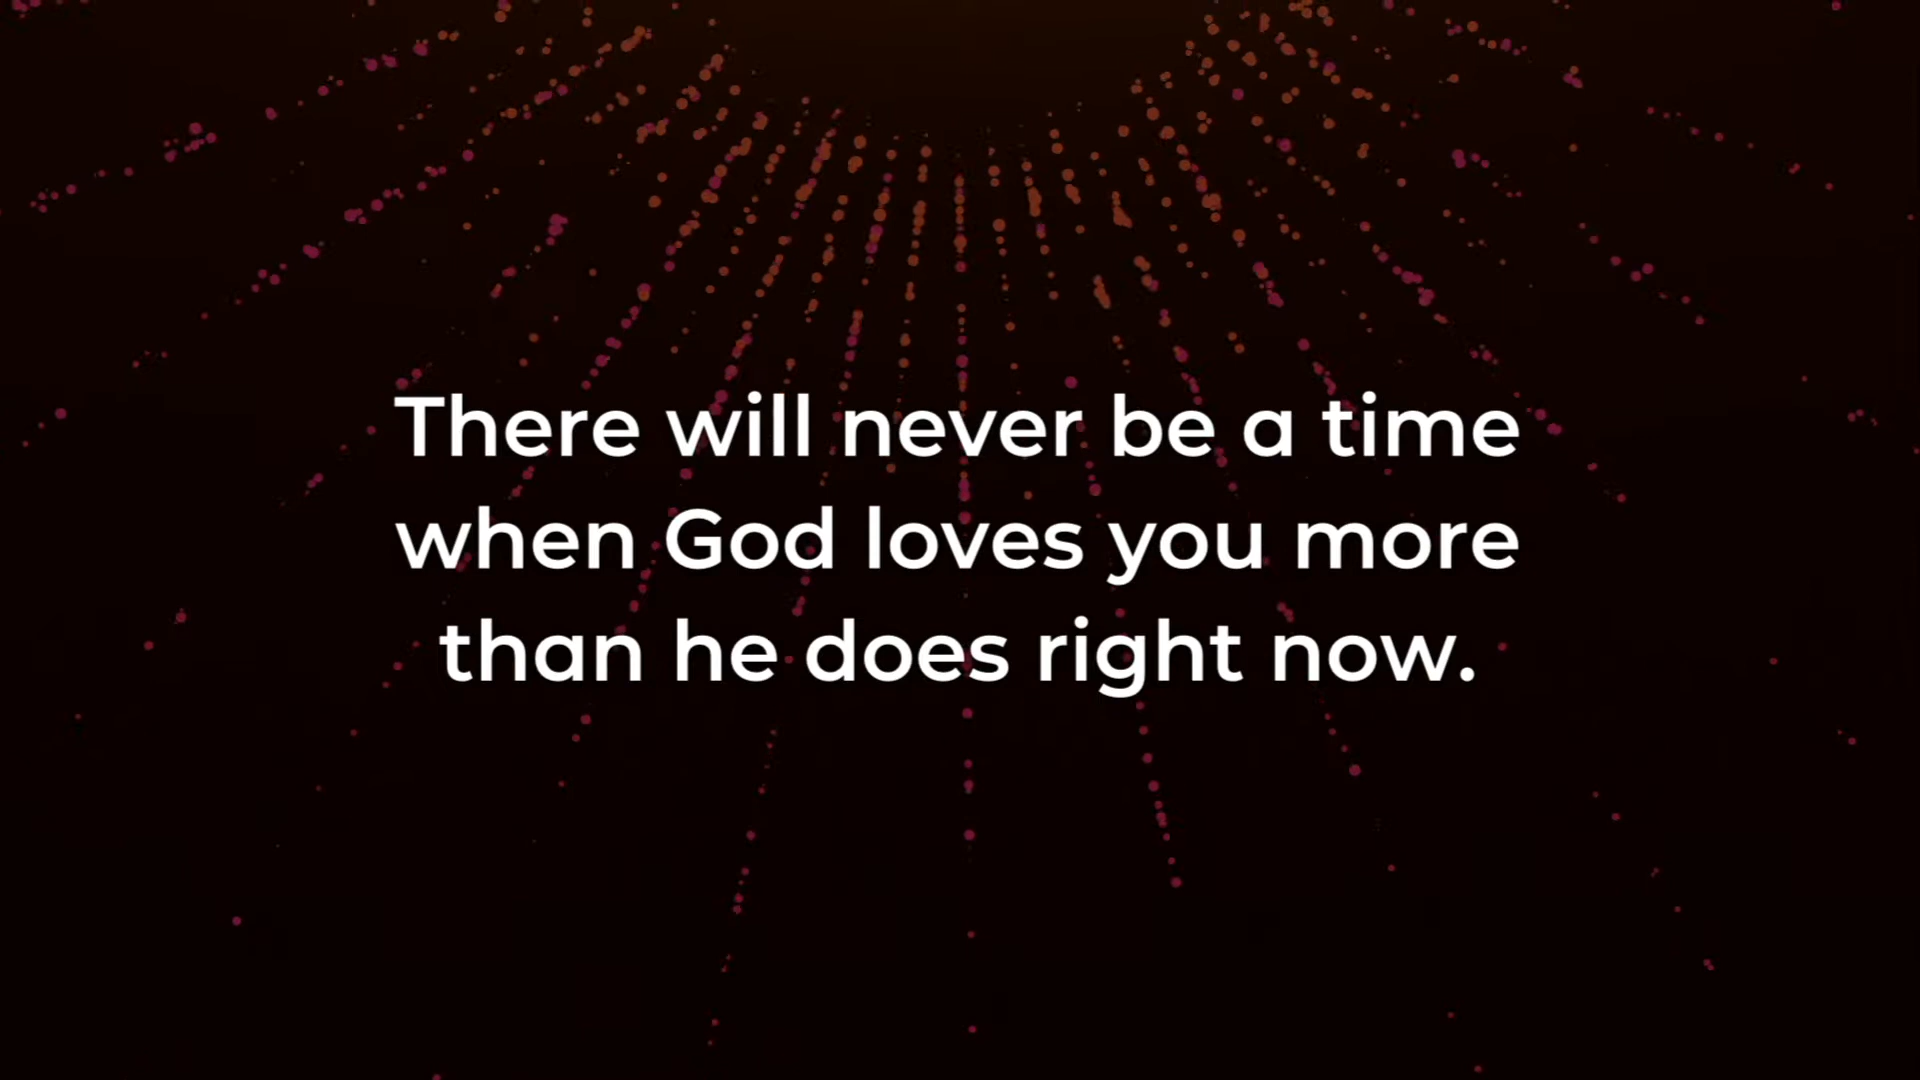 There will never be a time
when God loves you more
than he does right now.